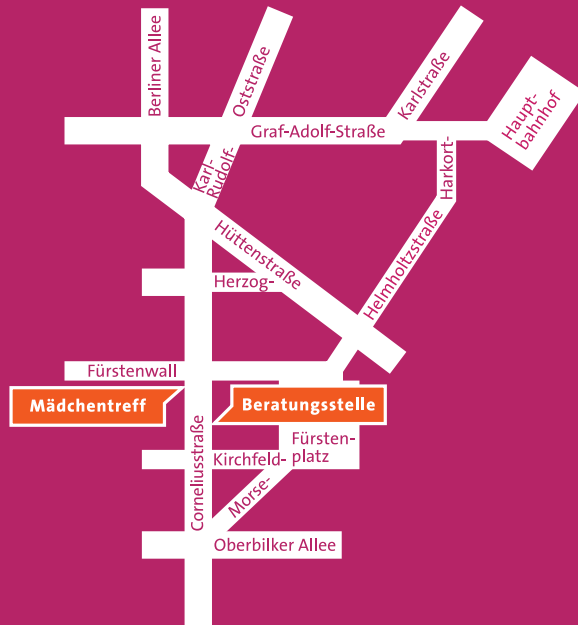 Berliner Allee
Oststraße
Karlstraße
Haupt-
bahnhof
Graf-Adolf-Straße
Karl-
Rudolf-
Harkort-
Hüttenstraße
Helmholtzstraße
Herzog-
Fürstenwall
Mädchentreff
Beratungsstelle
Fürsten-
platz
Kirchfeld-
Corneliusstraße
Morse-
Oberbilker Allee